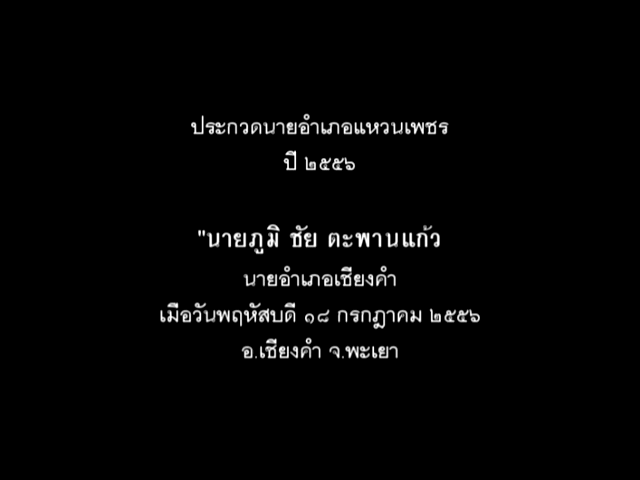 ประกวดนายอำเภอแหวนเพชร
ปี ๒๕๕๖
"นายภูมิ ชัย ตะพานแก้ว
นายอำเภอเชียงคำ
เมื่อวันพฤหัสบดี ๑๘ กรกฎาคม ๒๕๕๖
อ.เชียงคำ จ.พะเยา